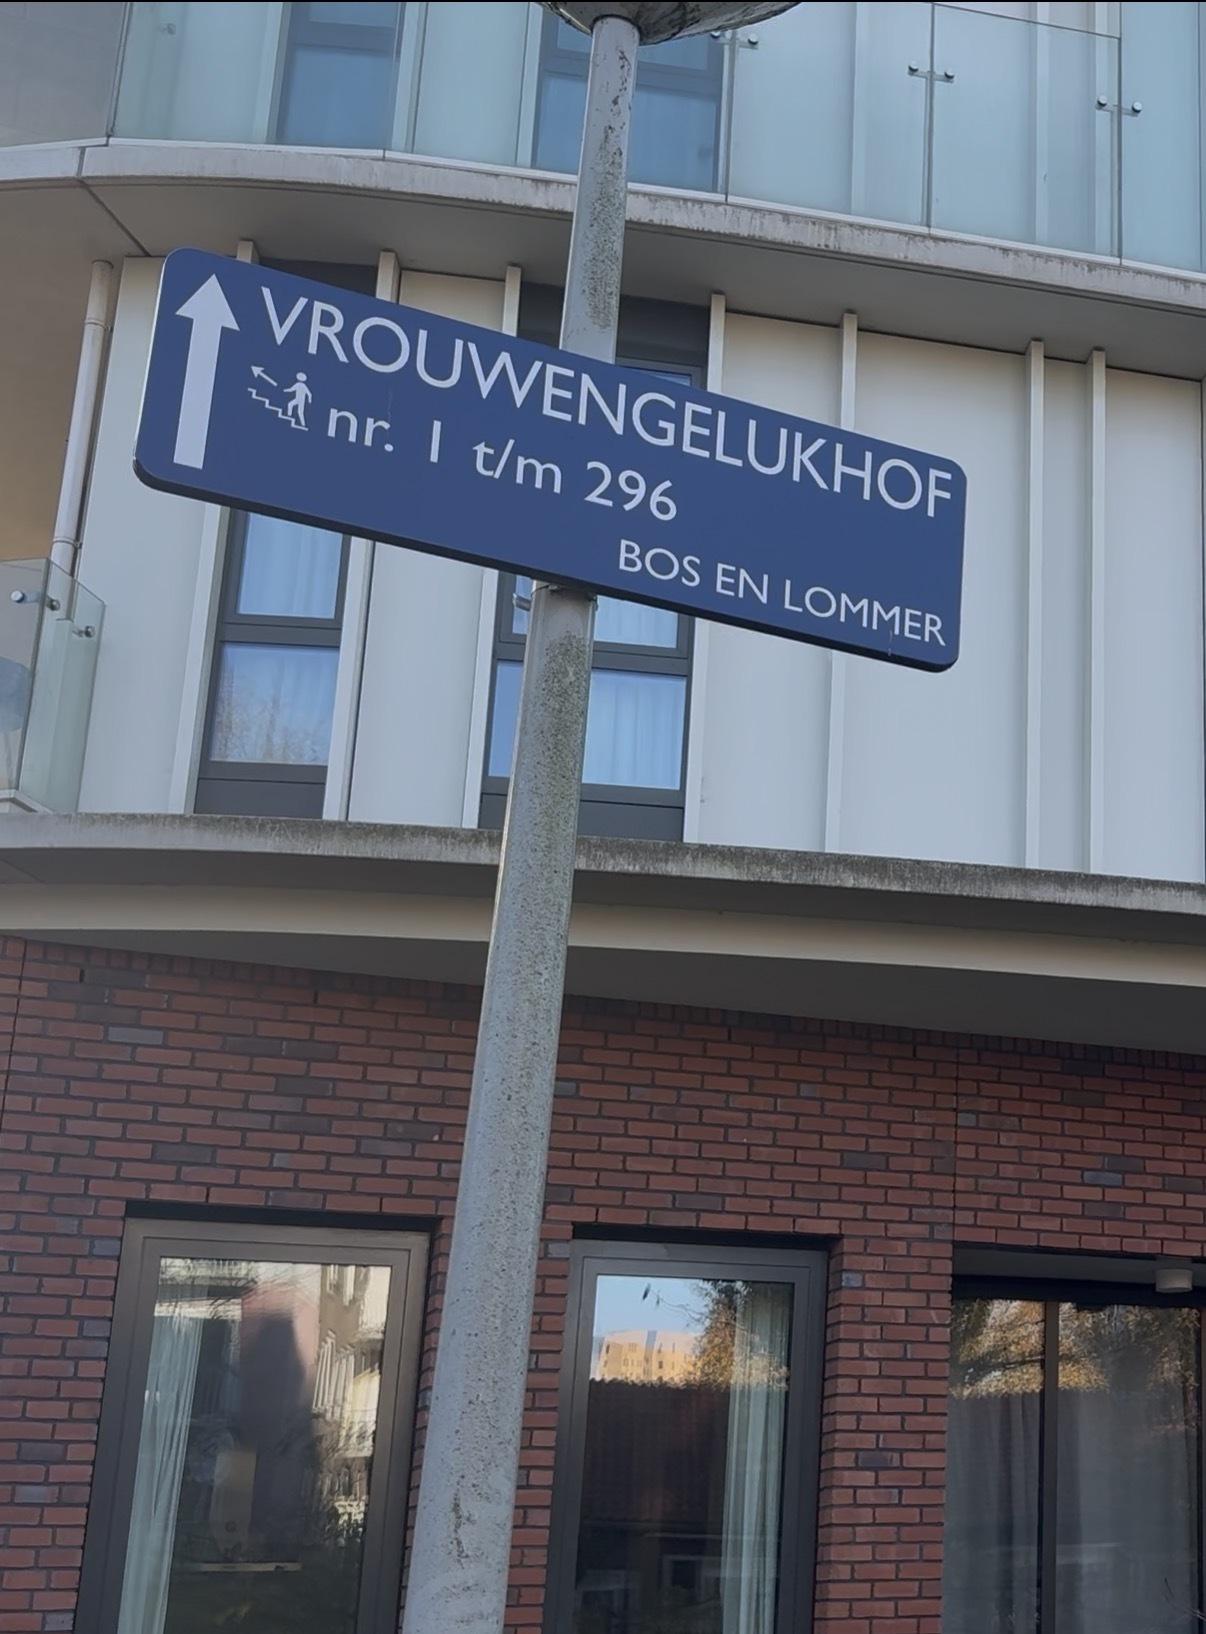 VROUWENGELUKHOF
nr. 1 t/m 296
BOS EN LOMMER